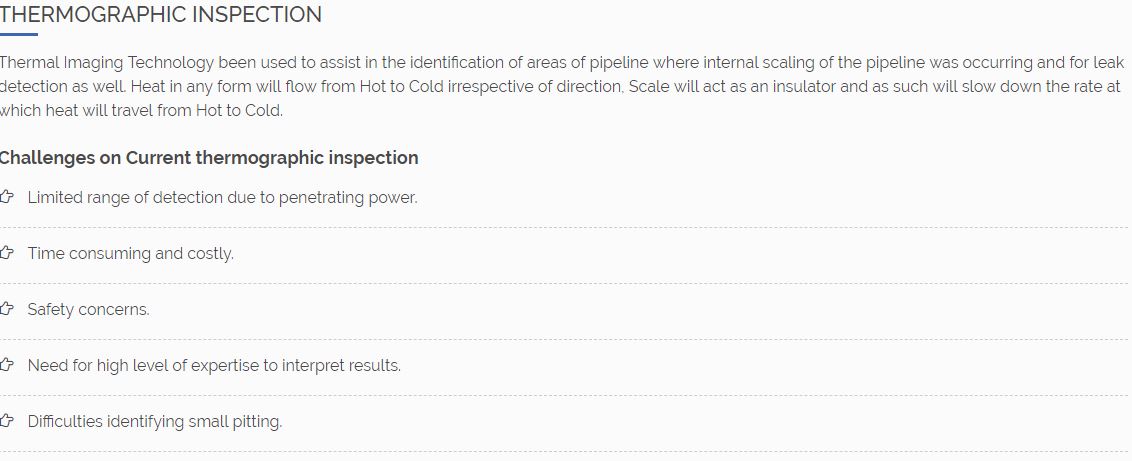 THERMOGRAPHIC INSPECTION
Thermal Imaging Technology been used to assist in the identification of areas of pipeline where internal scaling of the pipeline was occurring and for leak
detection as well. Heat in any form will flow from Hot to Cold irrespective of direction, Scale will act as an insulator and as such will slow down the rate at
which heat will travel from Hot to Cold.
Challenges on Current thermographic inspection
Limited range of detection due to penetrating power.
Time consuming and costly.
Safety concerns.
Need for high level of expertise to interpret results.
Difficulties identifying small pitting.